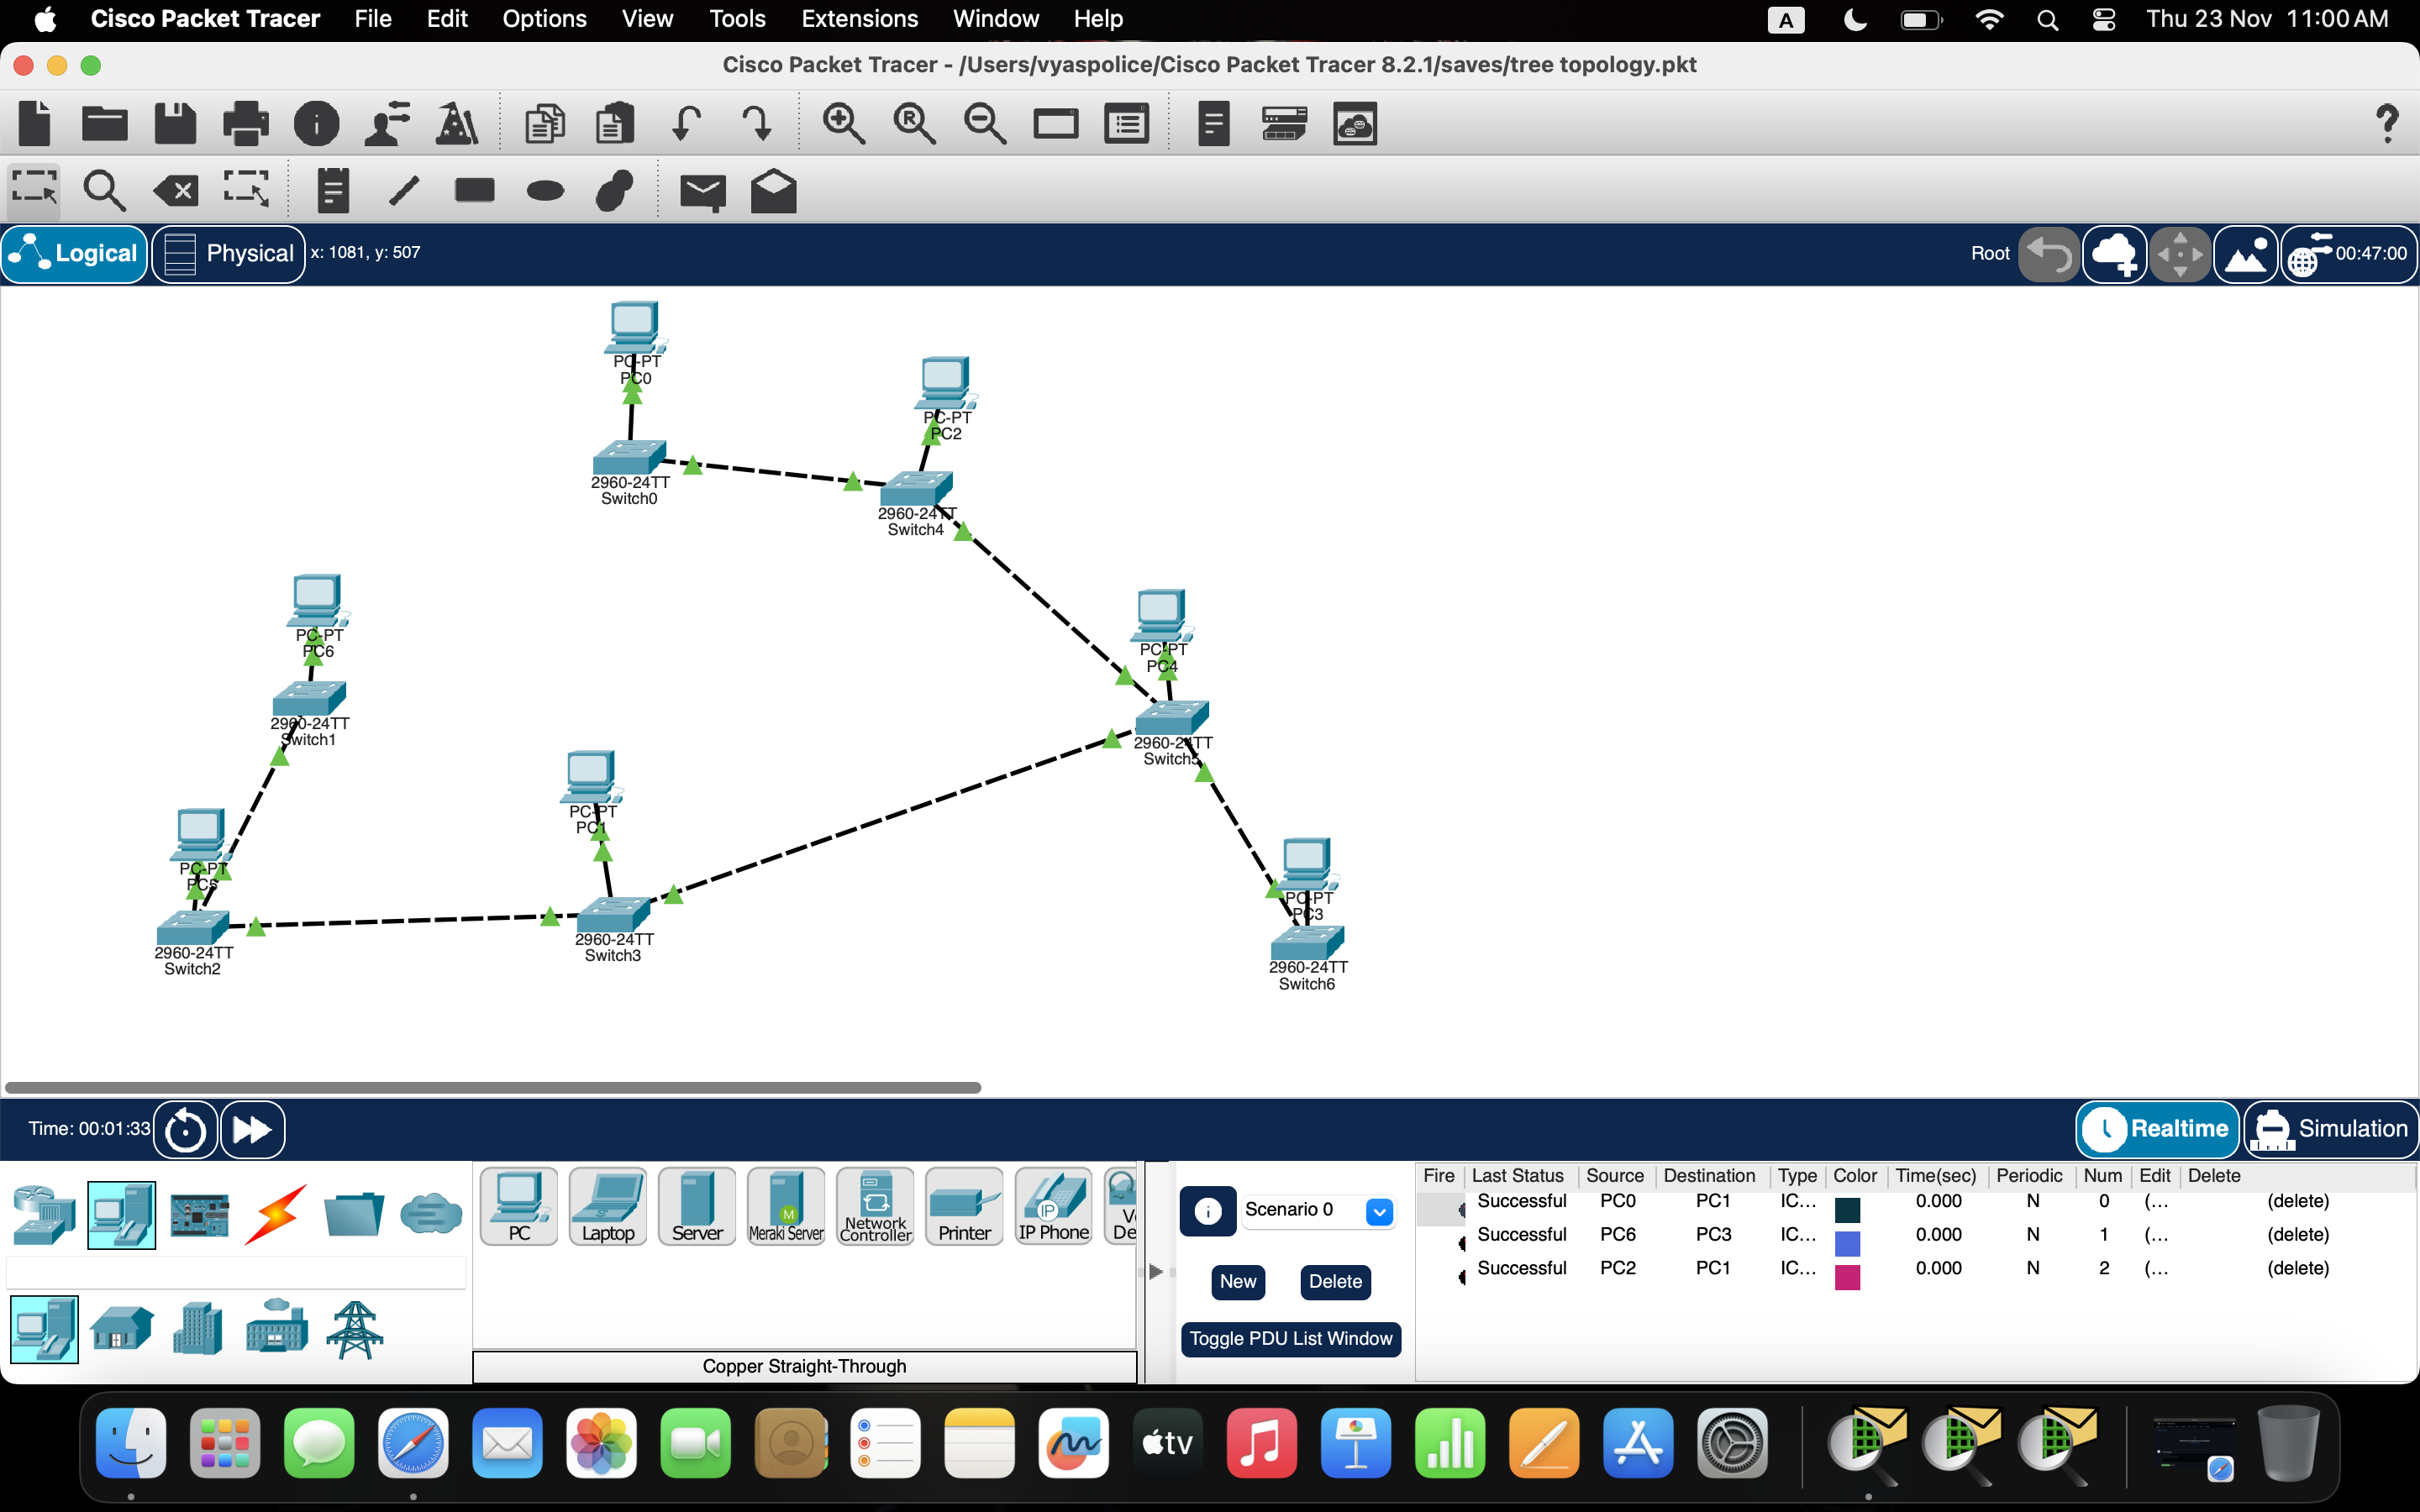 Cisco Packet Tracer File Edit Options View Tools Extensions Window Help A Thu 23 Nov 11:00 AM
Cisco Packet Tracer - /Users/vyaspolice/Cisco Packet Tracer 8.2.1/saves/tree topology.pkt
Logical Physical x: 1081, y: 507 Root 00:47:00
PC-PT
PC0
PC-PT
PC2
2960-24TT
Switch0
2960-24TT
Switch4
PC-PT
PC6
PC-PT
PC4
2960-24TT
Switch1
2960-24TT
Switch5
PC-PT
PC1
PC-PT
PC5
PC-PT
PC3
2960-24TT
Switch2
2960-24TT
Switch3
2960-24TT
Switch6
Time: 00:01:33 Realtime Simulation
PC Laptop Server Meraki Server Network Controller Printer IP Phone
Copper Straight-Through
Scenario 0
New Delete
Toggle PDU List Window
Fire Last Status Source Destination Type Color Time(sec) Periodic Num Edit Delete
Successful PC0 PC1 IC... 0.000 N 0 (... (delete)
Successful PC6 PC3 IC... 0.000 N 1 (... (delete)
Successful PC2 PC1 IC... 0.000 N 2 (... (delete)
tv